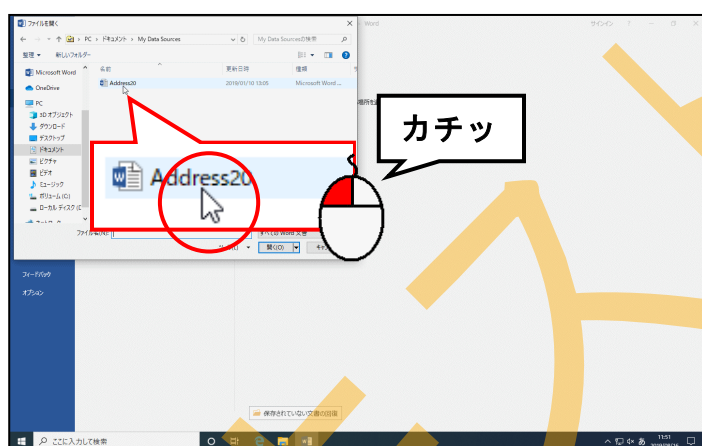 ファイルを開く
Word
サインイン ?
PC > ドキュメント > My Data Sources
My Data Sourcesの検索
整理 新しいフォルダー
名前 更新日時 種類
Microsoft Word
Address20 2019/01/10 13:05 Microsoft Word ...
OneDrive
PC
3D オブジェクト
ダウンロード
デスクトップ
ドキュメント
ピクチャ
ビデオ
ミュージック
ボリューム (C:)
ローカル ディスク (E
カチッ
Address20
すべての Word 文書
開く(O)
フィードバック
オプション
保存されていない文書の回復
ここに入力して検索
あ 11:51